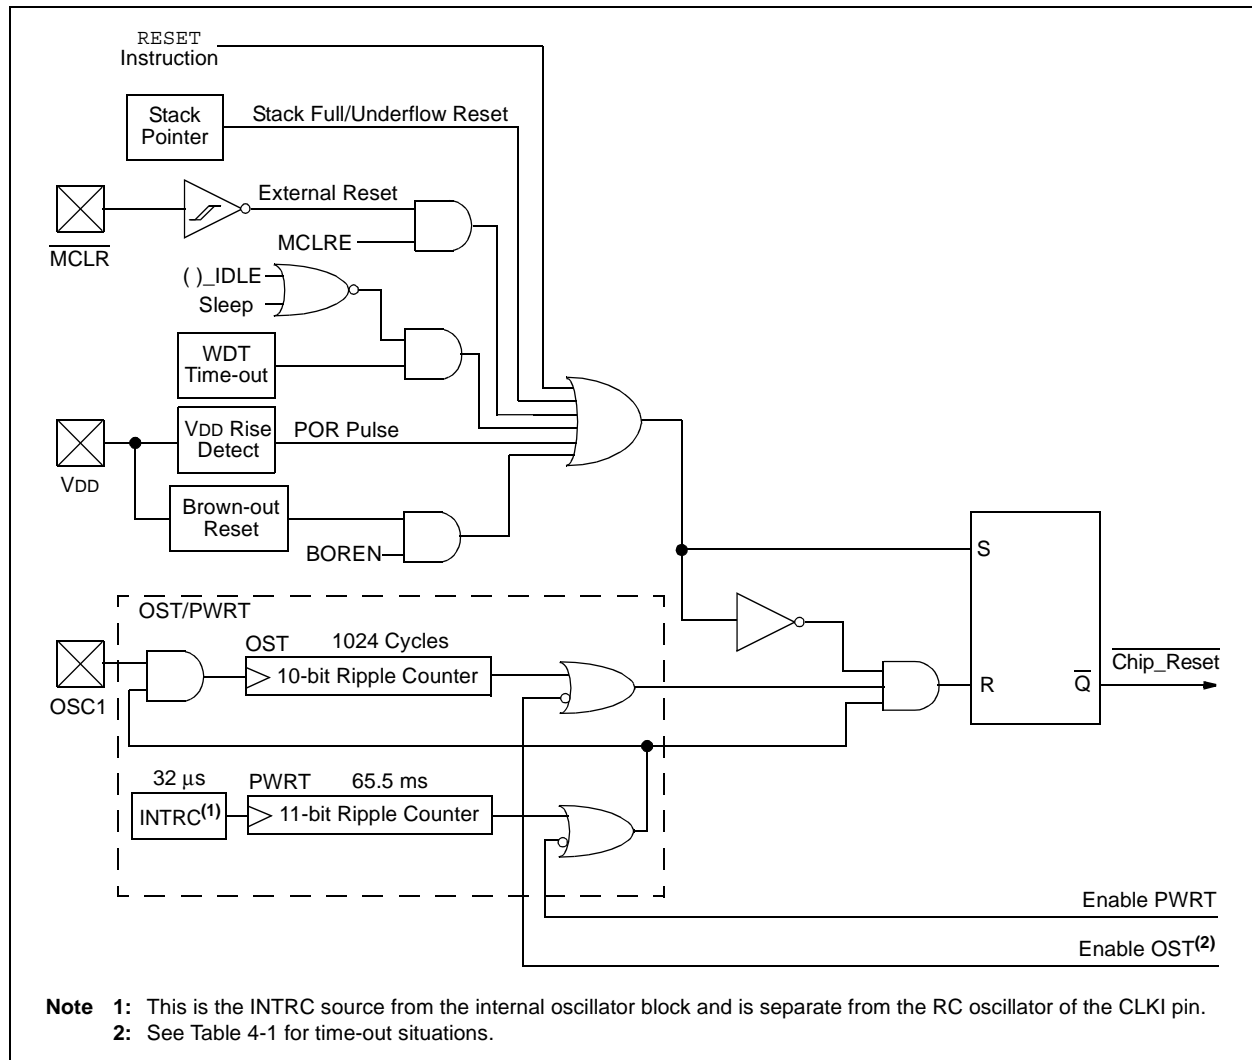 RESET
Instruction
Stack
Pointer
Stack Full/Underflow Reset
External Reset
MCLR
MCLRE
( )_IDLE
Sleep
WDT
Time-out
VDD
VDD Rise
Detect
POR Pulse
Brown-out
Reset
BOREN
S
R
Q
Chip_Reset
OST/PWRT
OST
1024 Cycles
10-bit Ripple Counter
OSC1
32 μs
INTRC(1)
PWRT
65.5 ms
11-bit Ripple Counter
Enable PWRT
Enable OST(2)
Note 1: This is the INTRC source from the internal oscillator block and is separate from the RC oscillator of the CLKI pin.
2: See Table 4-1 for time-out situations.